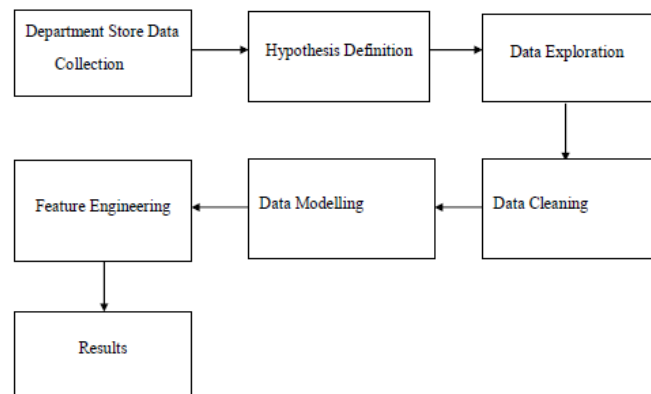 Department Store Data
Collection
Hypothesis Definition
Data Exploration
Data Cleaning
Data Modelling
Feature Engineering
Results